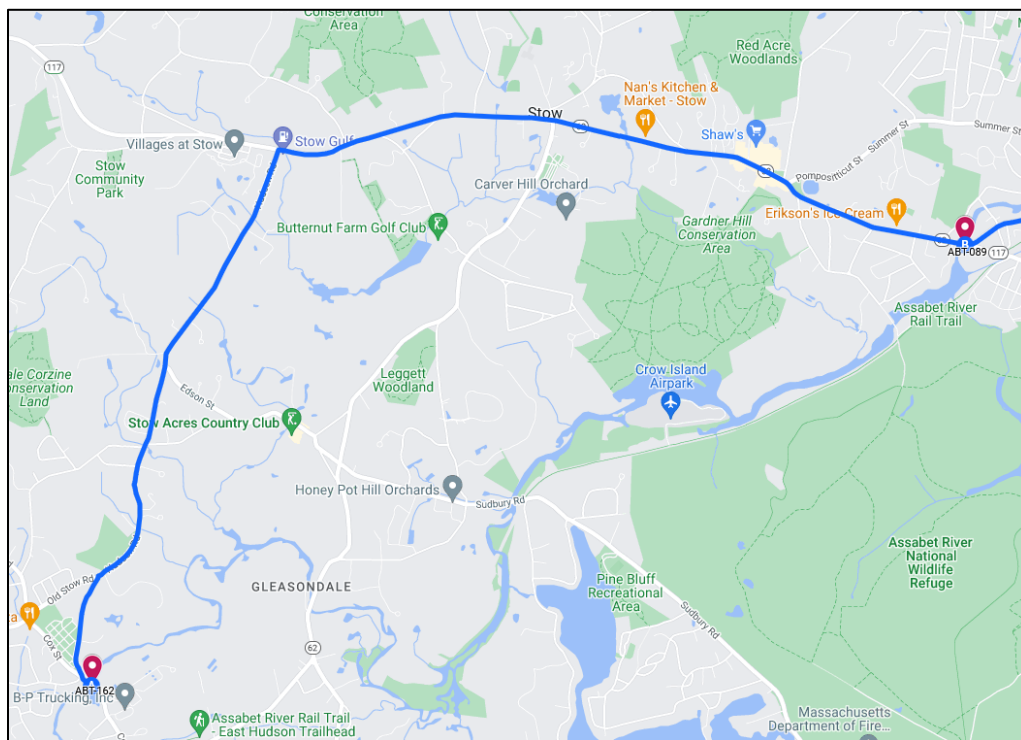 Conservation
Area
117
Red Acre
Woodlands
Nan's Kitchen &
Market - Stow
Stow
Shaw's
Summer St
Summer St
Stow Gulf
Villages at Stow
Stow
Community
Park
Pompositticut St
Carver Hill Orchard
Erikson's Ice Cream
Gardner Hill
Conservation
Area
Butternut Farm Golf Club
ABT-089
117
Assabet River
Rail Trail
Crow Island
Airpark
Leggett
Woodland
ale Corzine
onservation
Land
Edson St
Stow Acres Country Club
Honey Pot Hill Orchards
Sudbury Rd
Assabet River
National
Wildlife
Refuge
Old Stow Rd
GLEASONDALE
Pine Bluff
Recreational
Area
Sudbury Rd
Cox St
62
ABT-162
B-P Trucking, Inc
Assabet River Rail Trail
- East Hudson Trailhead
Massachusetts
Department of Fire...